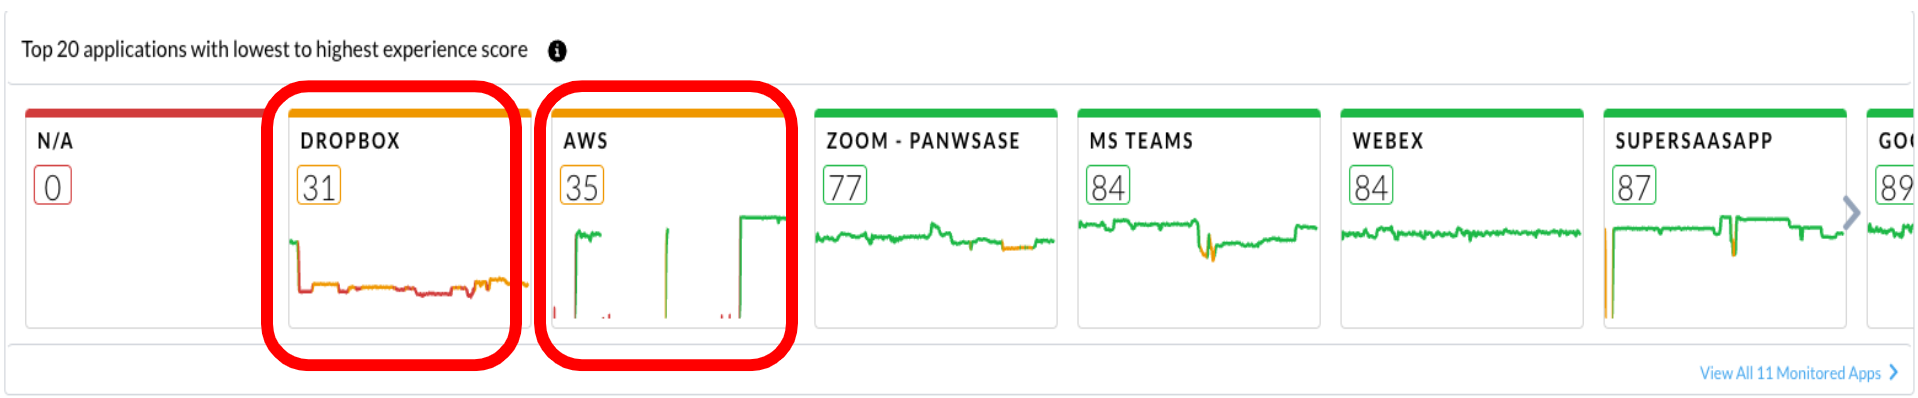 Top 20 applications with lowest to highest experience score
N/A
0
DROPBOX
31
AWS
35
ZOOM - PANWSASE
77
MS TEAMS
84
WEBEX
84
SUPERSAASAPP
87
GO
89
View All 11 Monitored Apps